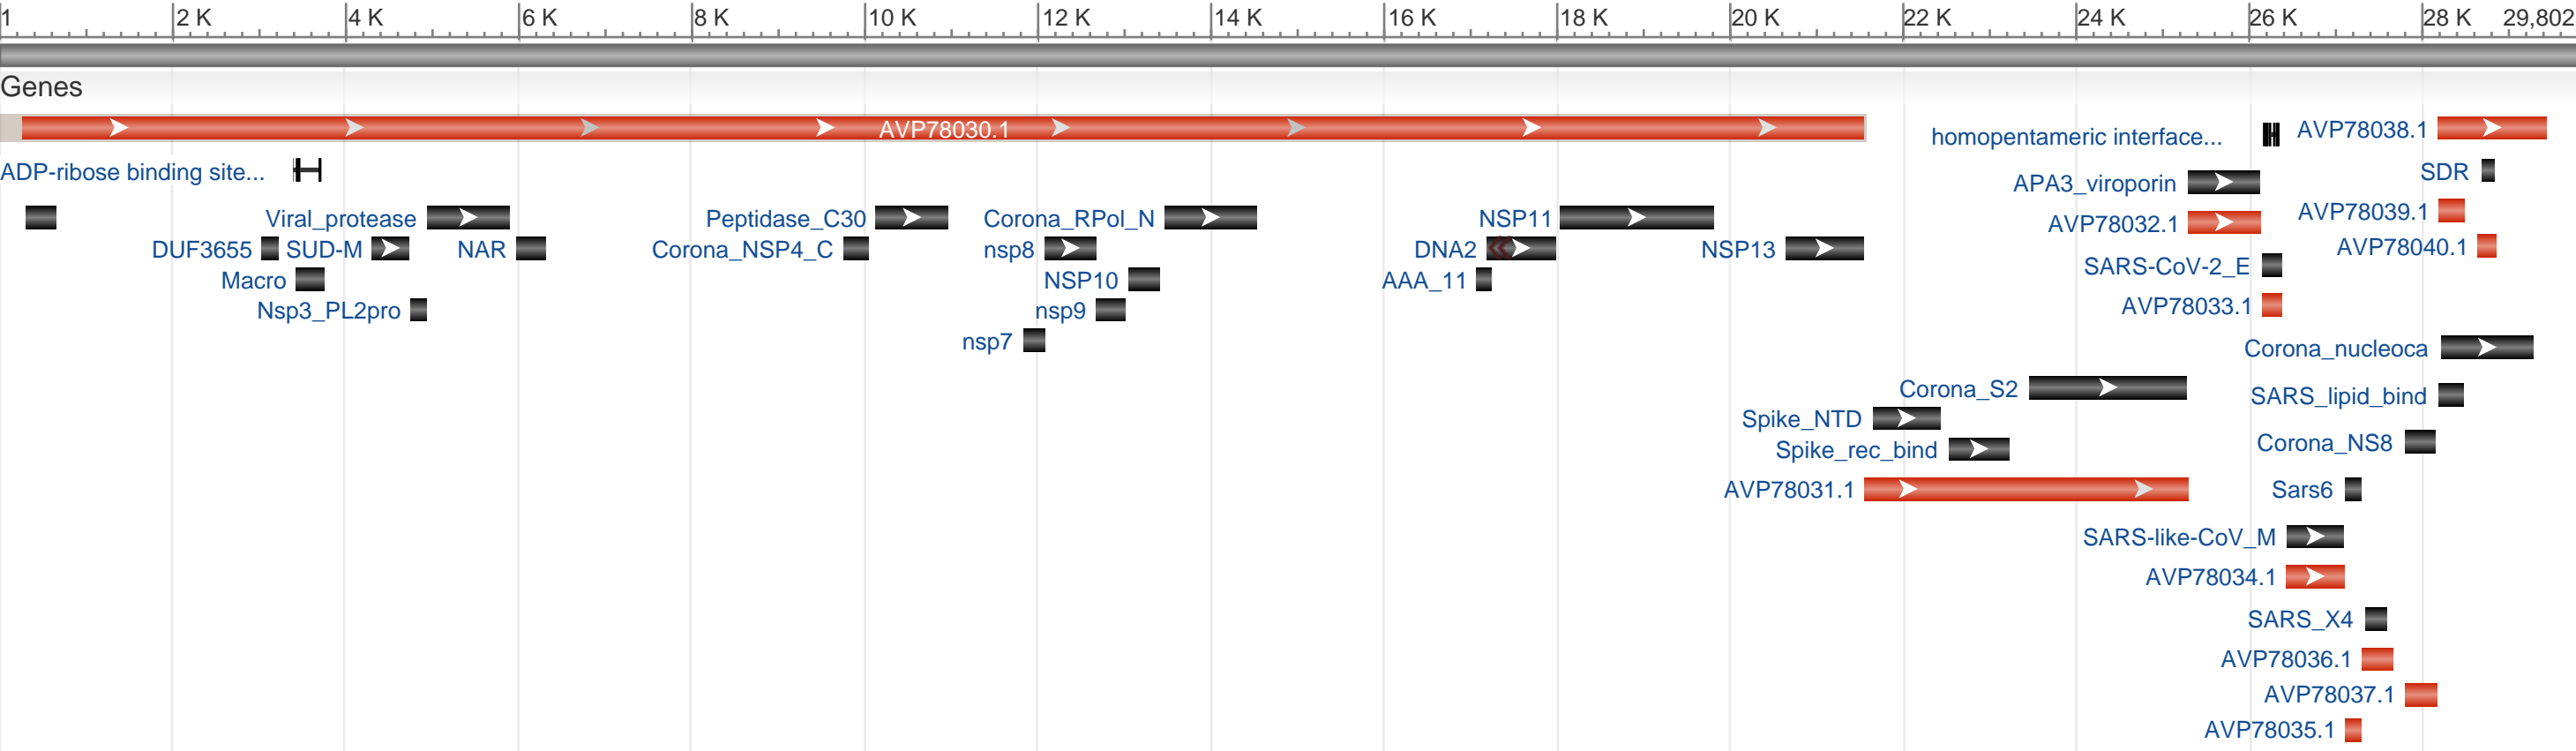 1 2 K 4 K 6 K 8 K 10 K 12 K 14 K 16 K 18 K 20 K 22 K 24 K 26 K 28 K 29,802
Genes
AVP78030.1 homopentameric interface... AVP78038.1
ADP-ribose binding site... APA3_viroporin SDR
Viral_protease Peptidase_C30 Corona_RPol_N NSP11 AVP78032.1 AVP78039.1
DUF3655 SUD-M NAR Corona_NSP4_C nsp8 DNA2 NSP13 AVP78040.1
Macro NSP10 AAA_11 SARS-CoV-2_E
Nsp3_PL2pro nsp9 AVP78033.1
nsp7 Corona_nucleoca
Corona_S2 SARS_lipid_bind
Spike_NTD
Spike_rec_bind Corona_NS8
AVP78031.1 Sars6
SARS-like-CoV_M
AVP78034.1
SARS_X4
AVP78036.1
AVP78037.1
AVP78035.1